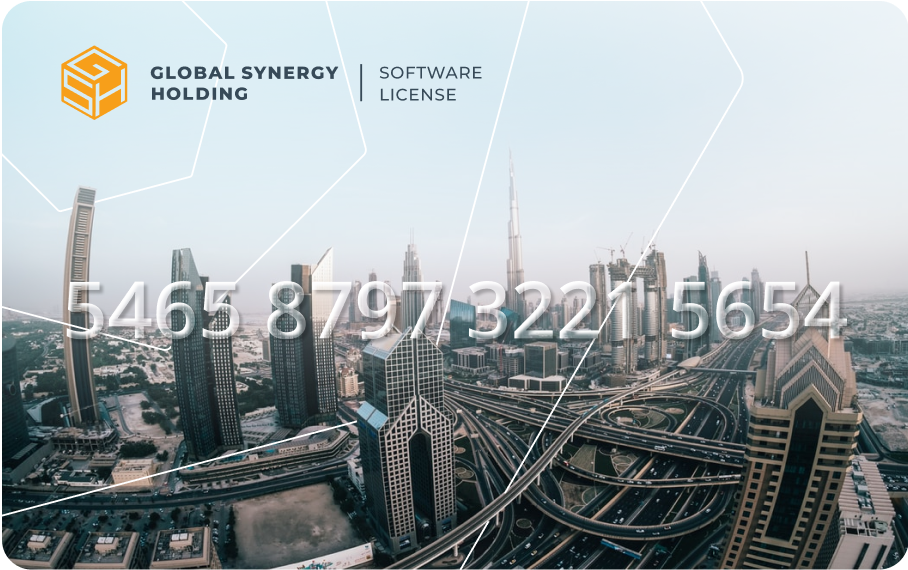 GLOBAL SYNERGY
HOLDING
SOFTWARE
LICENSE
5465 8797 3221 5654